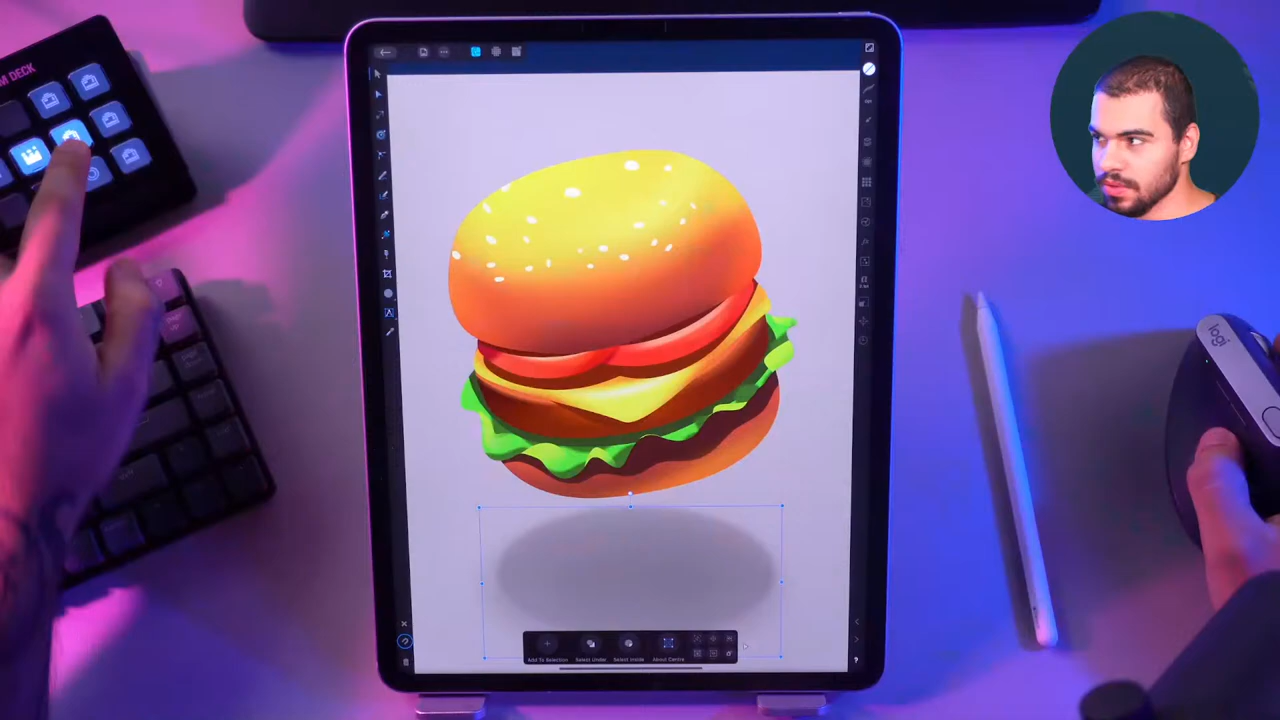 M DECK
logi
Add To Selection
Select Under
Select Inside
About Centre